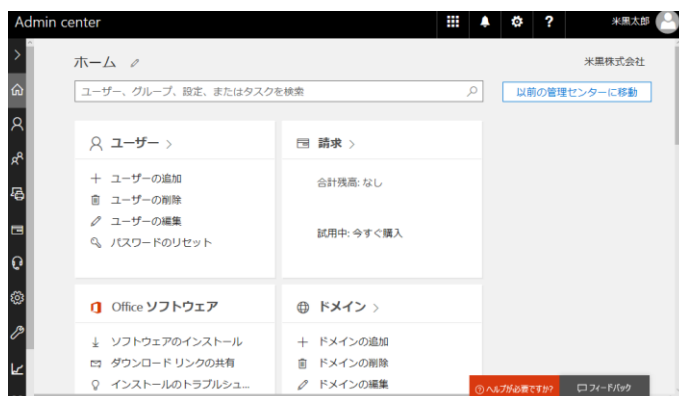 Admin center
? 米黒太郎
ホーム
米黒株式会社
ユーザー、グループ、設定、またはタスクを検索
以前の管理センターに移動
ユーザー
ユーザーの追加
ユーザーの削除
ユーザーの編集
パスワードのリセット
請求
合計残高: なし
試用中: 今すぐ購入
Office ソフトウェア
ソフトウェアのインストール
ダウンロード リンクの共有
インストールのトラブルシュ...
ドメイン
ドメインの追加
ドメインの削除
ドメインの編集
ヘルプが必要ですか?
フィードバック